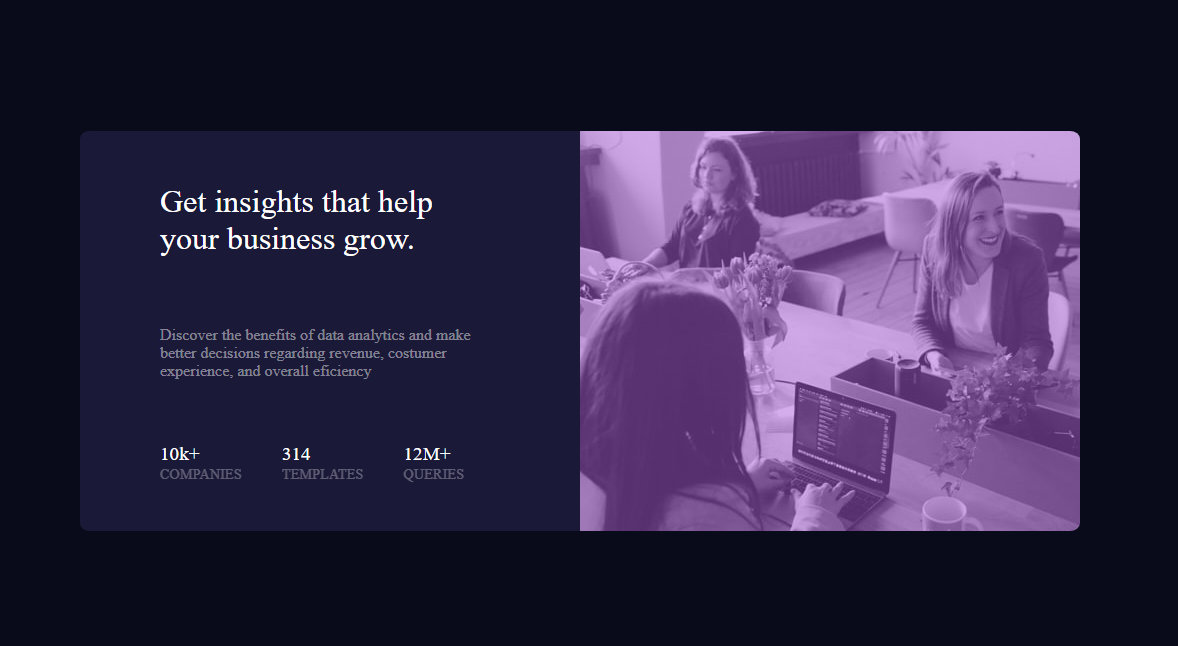 Get insights that help
your business grow.
Discover the benefits of data analytics and make
better decisions regarding revenue, costumer
experience, and overall eficiency
10k+ 314 12M+
COMPANIES TEMPLATES QUERIES